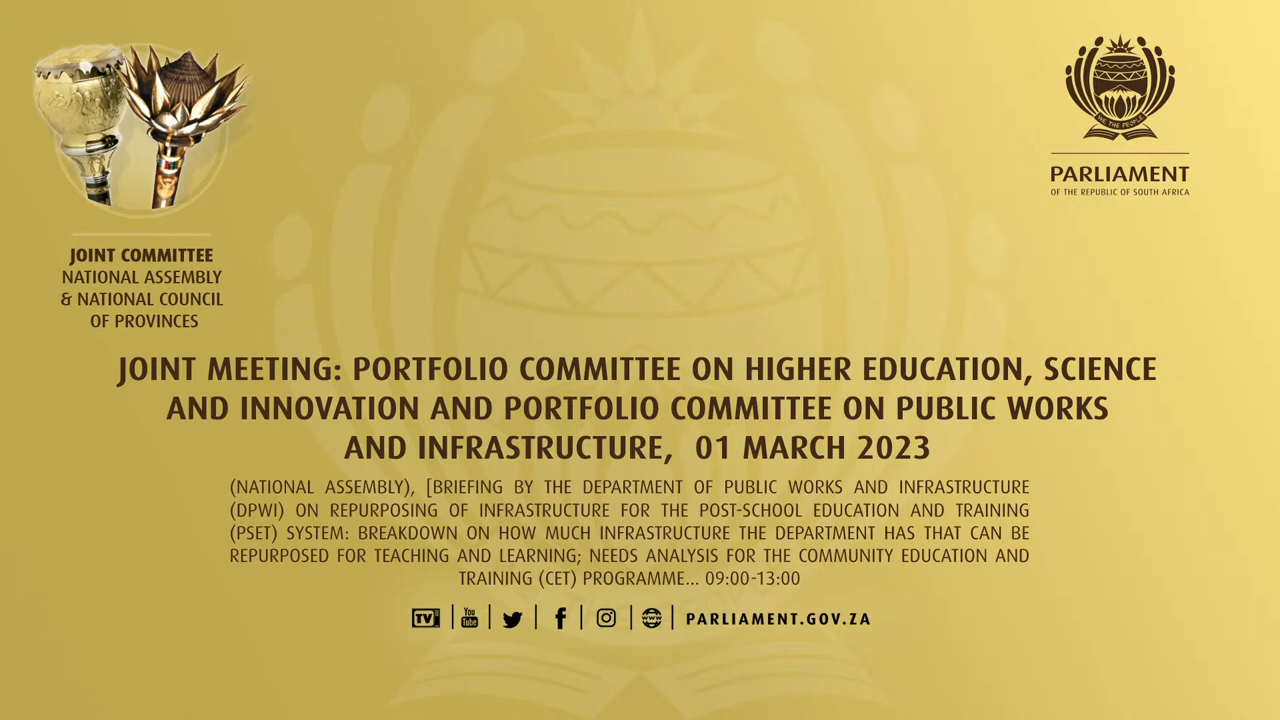 JOINT COMMITTEE
NATIONAL ASSEMBLY
& NATIONAL COUNCIL
OF PROVINCES
WE THE PEOPLE
PARLIAMENT
OF THE REPUBLIC OF SOUTH AFRICA
JOINT MEETING: PORTFOLIO COMMITTEE ON HIGHER EDUCATION, SCIENCE
AND INNOVATION AND PORTFOLIO COMMITTEE ON PUBLIC WORKS
AND INFRASTRUCTURE, 01 MARCH 2023
(NATIONAL ASSEMBLY), [BRIEFING BY THE DEPARTMENT OF PUBLIC WORKS AND INFRASTRUCTURE
(DPWI) ON REPURPOSING OF INFRASTRUCTURE FOR THE POST-SCHOOL EDUCATION AND TRAINING
(PSET) SYSTEM: BREAKDOWN ON HOW MUCH INFRASTRUCTURE THE DEPARTMENT HAS THAT CAN BE
REPURPOSED FOR TEACHING AND LEARNING; NEEDS ANALYSIS FOR THE COMMUNITY EDUCATION AND
TRAINING (CET) PROGRAMME... 09:00-13:00
TV You Tube www PARLIAMENT.GOV.ZA